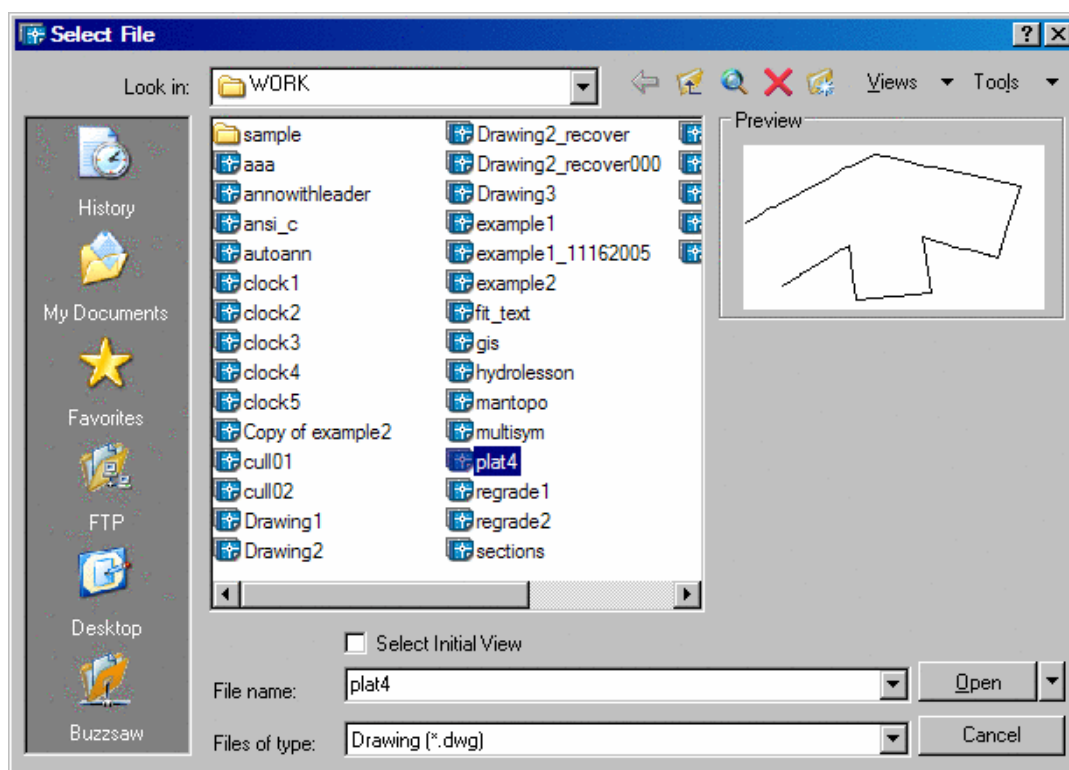 Select File
Look in:
WORK
Views
Tools
History
My Documents
Favorites
FTP
Desktop
Buzzsaw
sample
aaa
annowithleader
ansi_c
autoann
clock1
clock2
clock3
clock4
clock5
Copy of example2
cull01
cull02
Drawing1
Drawing2
Drawing2_recover
Drawing2_recover000
Drawing3
example1
example1_11162005
example2
fit_text
gis
hydrolesson
mantopo
multisym
plat4
regrade1
regrade2
sections
Preview
Select Initial View
File name:
plat4
Open
Files of type:
Drawing (*.dwg)
Cancel